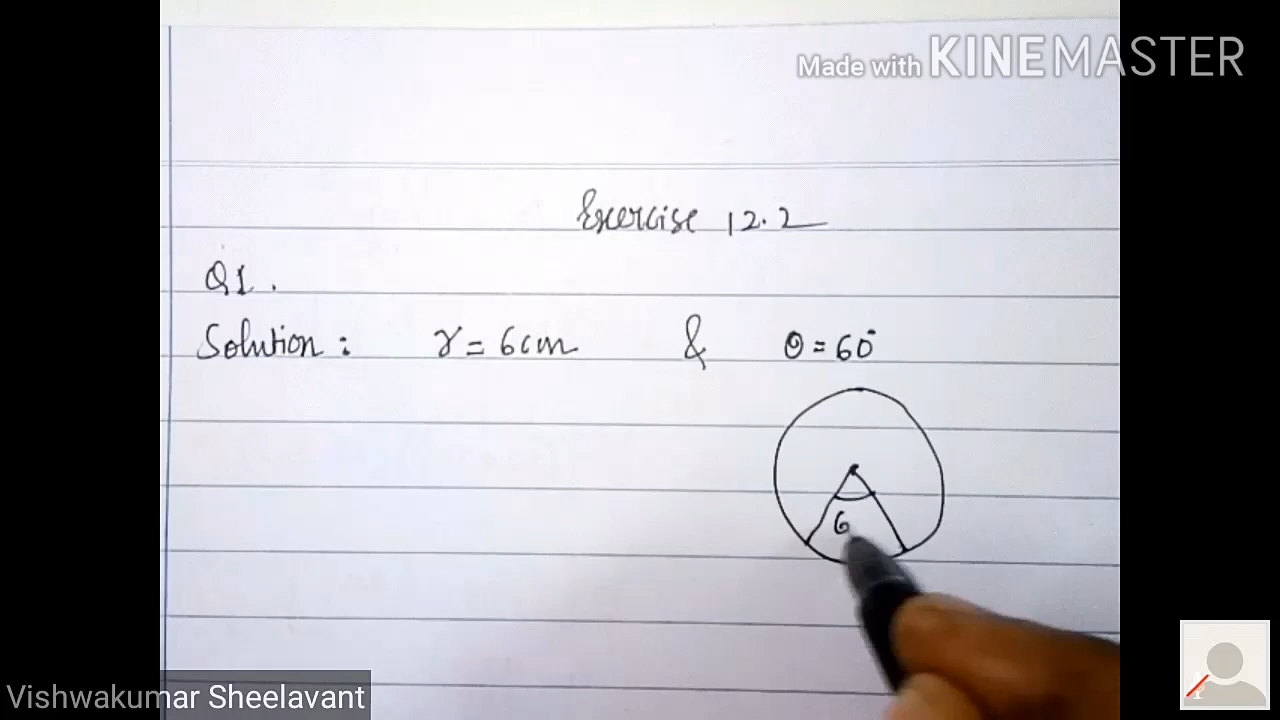 Made with KINEMASTER
Exercise 12.2
Q1.
Solution: r = 6cm & θ = 60°
6
Vishwakumar Sheelavant